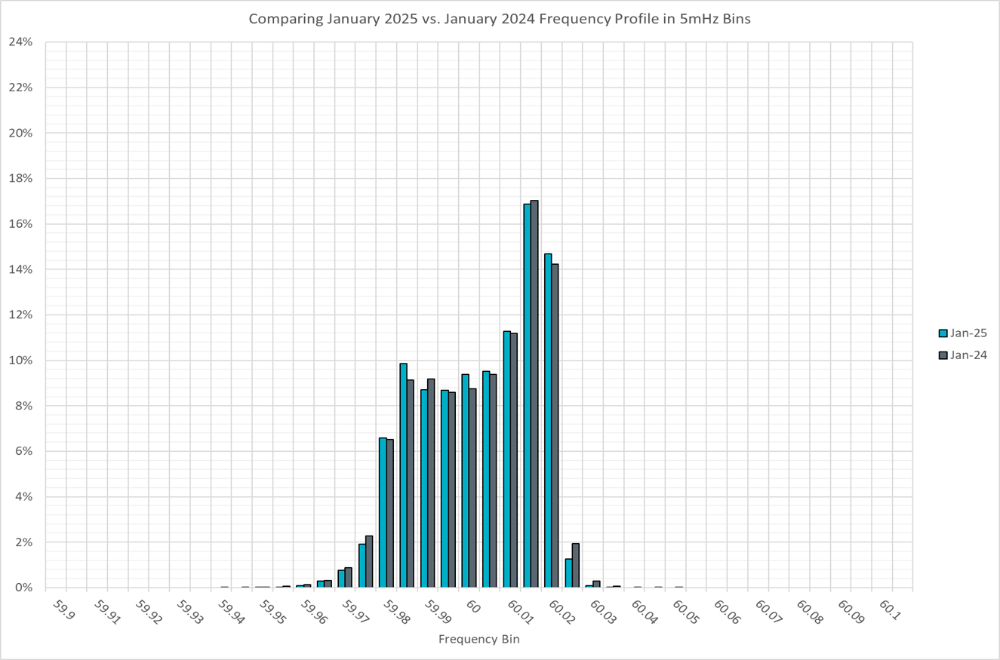 Comparing January 2025 vs. January 2024 Frequency Profile in 5mHz Bins
24%
22%
20%
18%
16%
14%
12%
10%
8%
6%
4%
2%
0%
Jan-25
Jan-24
59.9 59.91 59.92 59.93 59.94 59.95 59.96 59.97 59.98 59.99 60 60.01 60.02 60.03 60.04 60.05 60.06 60.07 60.08 60.09 60.1
Frequency Bin